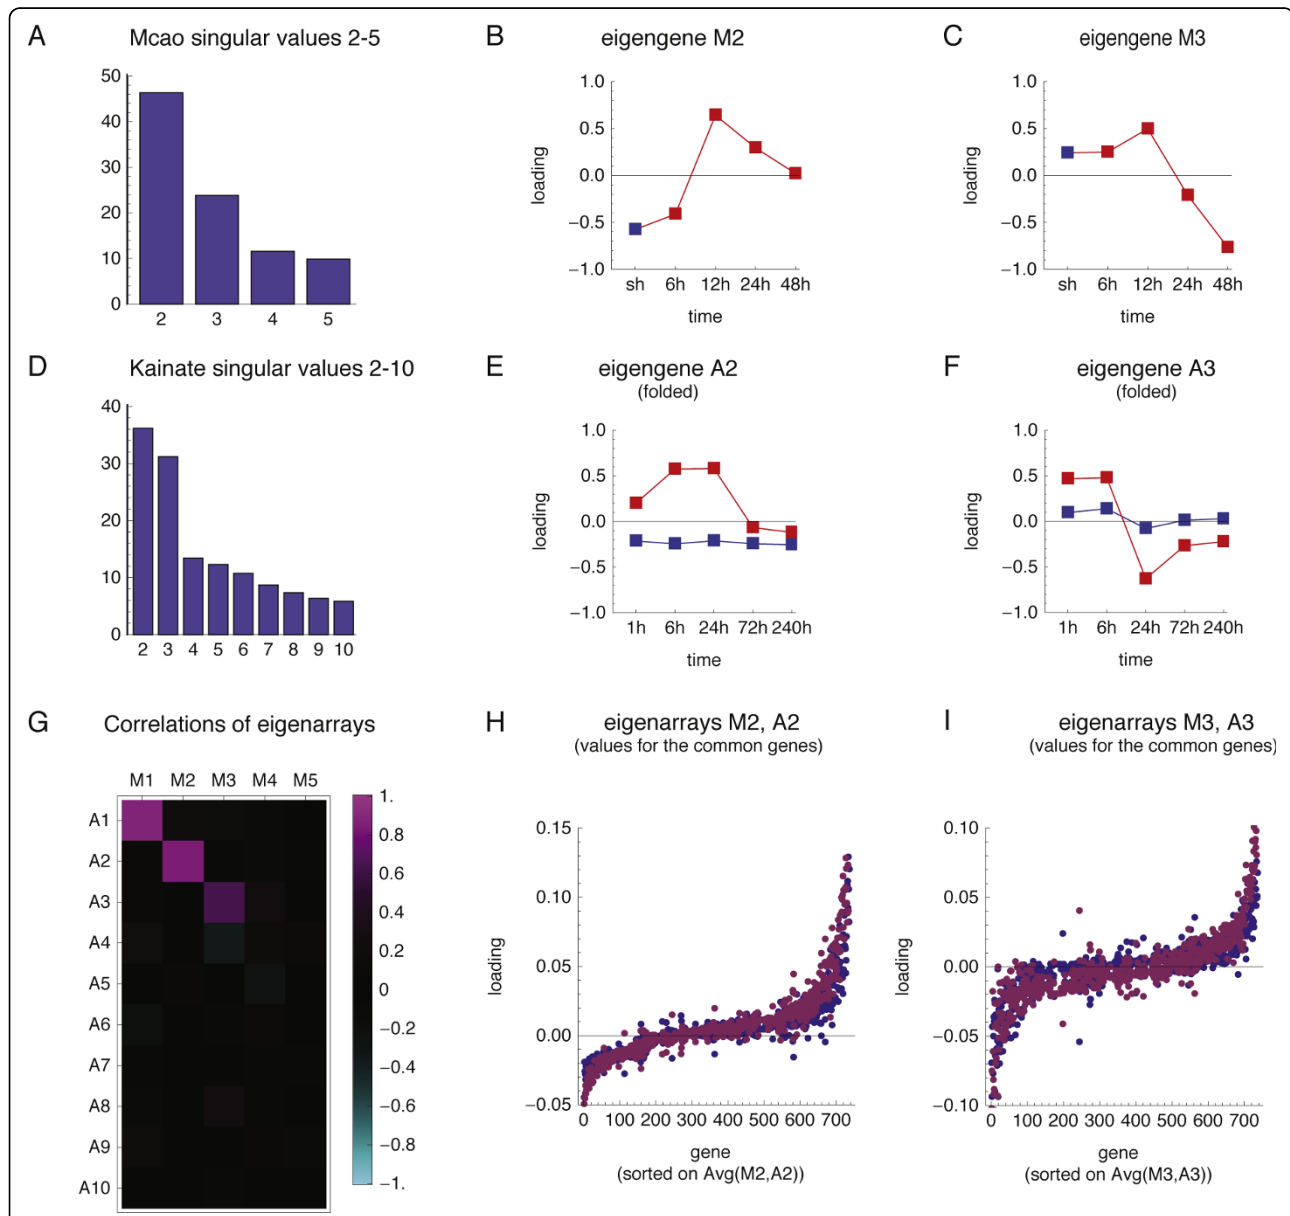 A Mcao singular values 2-5
50
40
30
20
10
0
2 3 4 5
B eigengene M2
1.0
0.5
0.0
−0.5
−1.0
loading
sh 6h 12h 24h 48h
time
C eigengene M3
1.0
0.5
0.0
−0.5
−1.0
loading
sh 6h 12h 24h 48h
time
D Kainate singular values 2-10
40
30
20
10
0
2 3 4 5 6 7 8 9 10
E eigengene A2
(folded)
1.0
0.5
0.0
−0.5
−1.0
loading
1h 6h 24h 72h 240h
time
F eigengene A3
(folded)
1.0
0.5
0.0
−0.5
−1.0
loading
1h 6h 24h 72h 240h
time
G Correlations of eigenarrays
M1 M2 M3 M4 M5
A1
A2
A3
A4
A5
A6
A7
A8
A9
A10
1.
0.8
0.6
0.4
0.2
0
−0.2
−0.4
−0.6
−0.8
−1.
H eigenarrays M2, A2
(values for the common genes)
0.15
0.10
0.05
0.00
−0.05
loading
0 100 200 300 400 500 600 700
gene
(sorted on Avg(M2,A2))
I eigenarrays M3, A3
(values for the common genes)
0.10
0.05
0.00
−0.05
−0.10
loading
0 100 200 300 400 500 600 700
gene
(sorted on Avg(M3,A3))